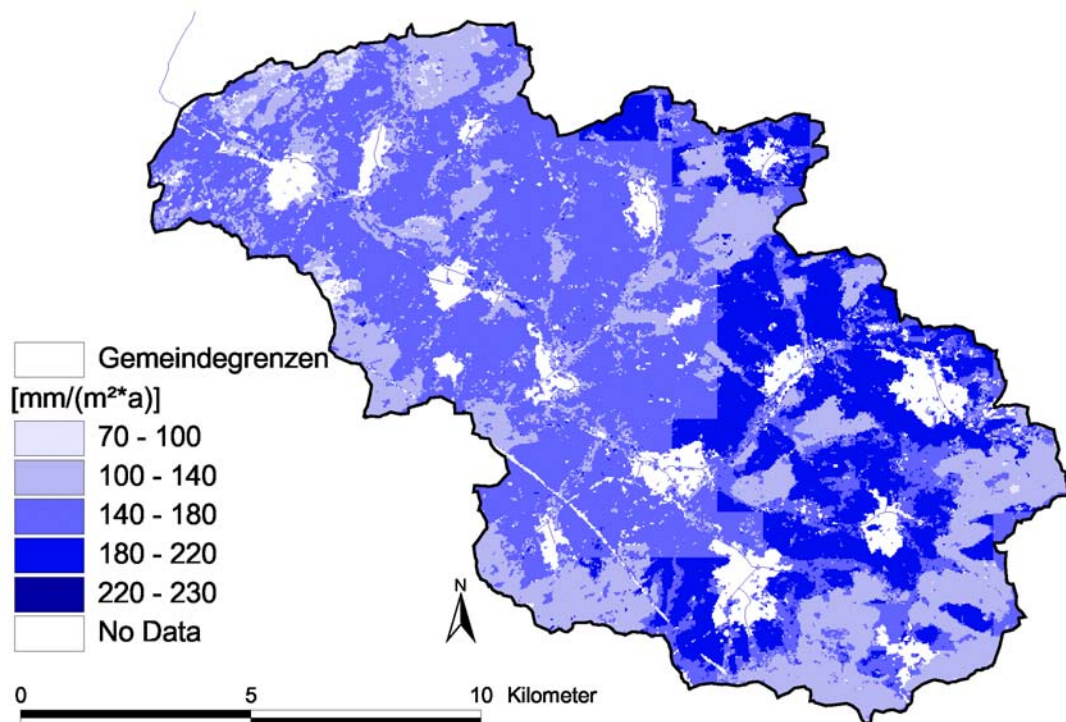 Gemeindegrenzen
[mm/(m²*a)]
70 - 100
100 - 140
140 - 180
180 - 220
220 - 230
No Data
N
0 5 10 Kilometer